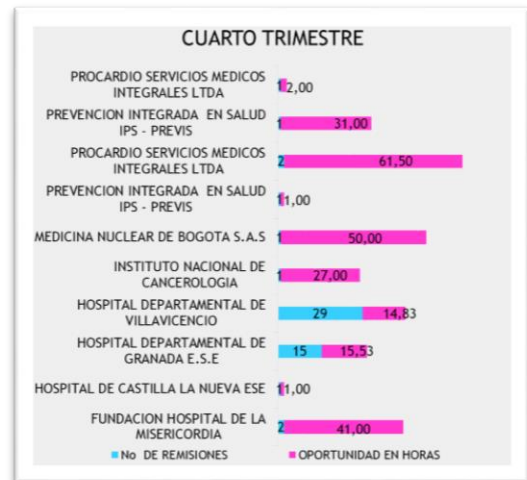 CUARTO TRIMESTRE
PROCARDIO SERVICIOS MEDICOS
INTEGRALES LTDA
1 2,00
PREVENCION INTEGRADA EN SALUD
IPS - PREVIS
1 31,00
PROCARDIO SERVICIOS MEDICOS
INTEGRALES LTDA
2 61,50
PREVENCION INTEGRADA EN SALUD
IPS - PREVIS
1 1,00
MEDICINA NUCLEAR DE BOGOTA S.A.S
1 50,00
INSTITUTO NACIONAL DE
CANCEROLOGIA
1 27,00
HOSPITAL DEPARTAMENTAL DE
VILLAVICENCIO
29 14,83
HOSPITAL DEPARTAMENTAL DE
GRANADA E.S.E
15 15,53
HOSPITAL DE CASTILLA LA NUEVA ESE
1 1,00
FUNDACION HOSPITAL DE LA
MISERICORDIA
2 41,00
No DE REMISIONES OPORTUNIDAD EN HORAS